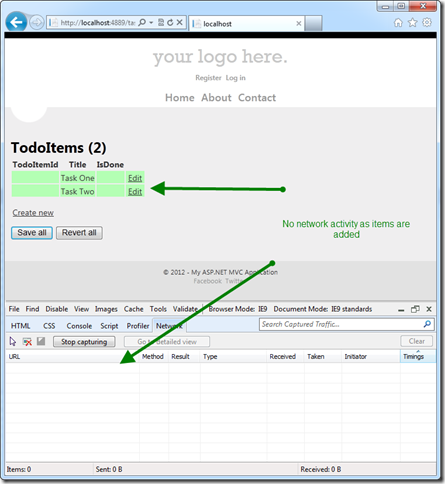 http://localhost:4889/ta
localhost
your logo here.
Register Log in
Home About Contact
TodoItems (2)
TodoItemId Title IsDone
Task One Edit
Task Two Edit
No network activity as items are
added
Create new
Save all Revert all
© 2012 - My ASP.NET MVC Application
Facebook
File Find Disable View Images Cache Tools Validate Browser Mode: IE9 Document Mode: IE9 standards
HTML CSS Console Script Profiler Network Search Captured Traffic...
Stop capturing Go to detailed view Clear
URL Method Result Type Received Taken Initiator Timings
Items: 0 Sent: 0 B Received: 0 B